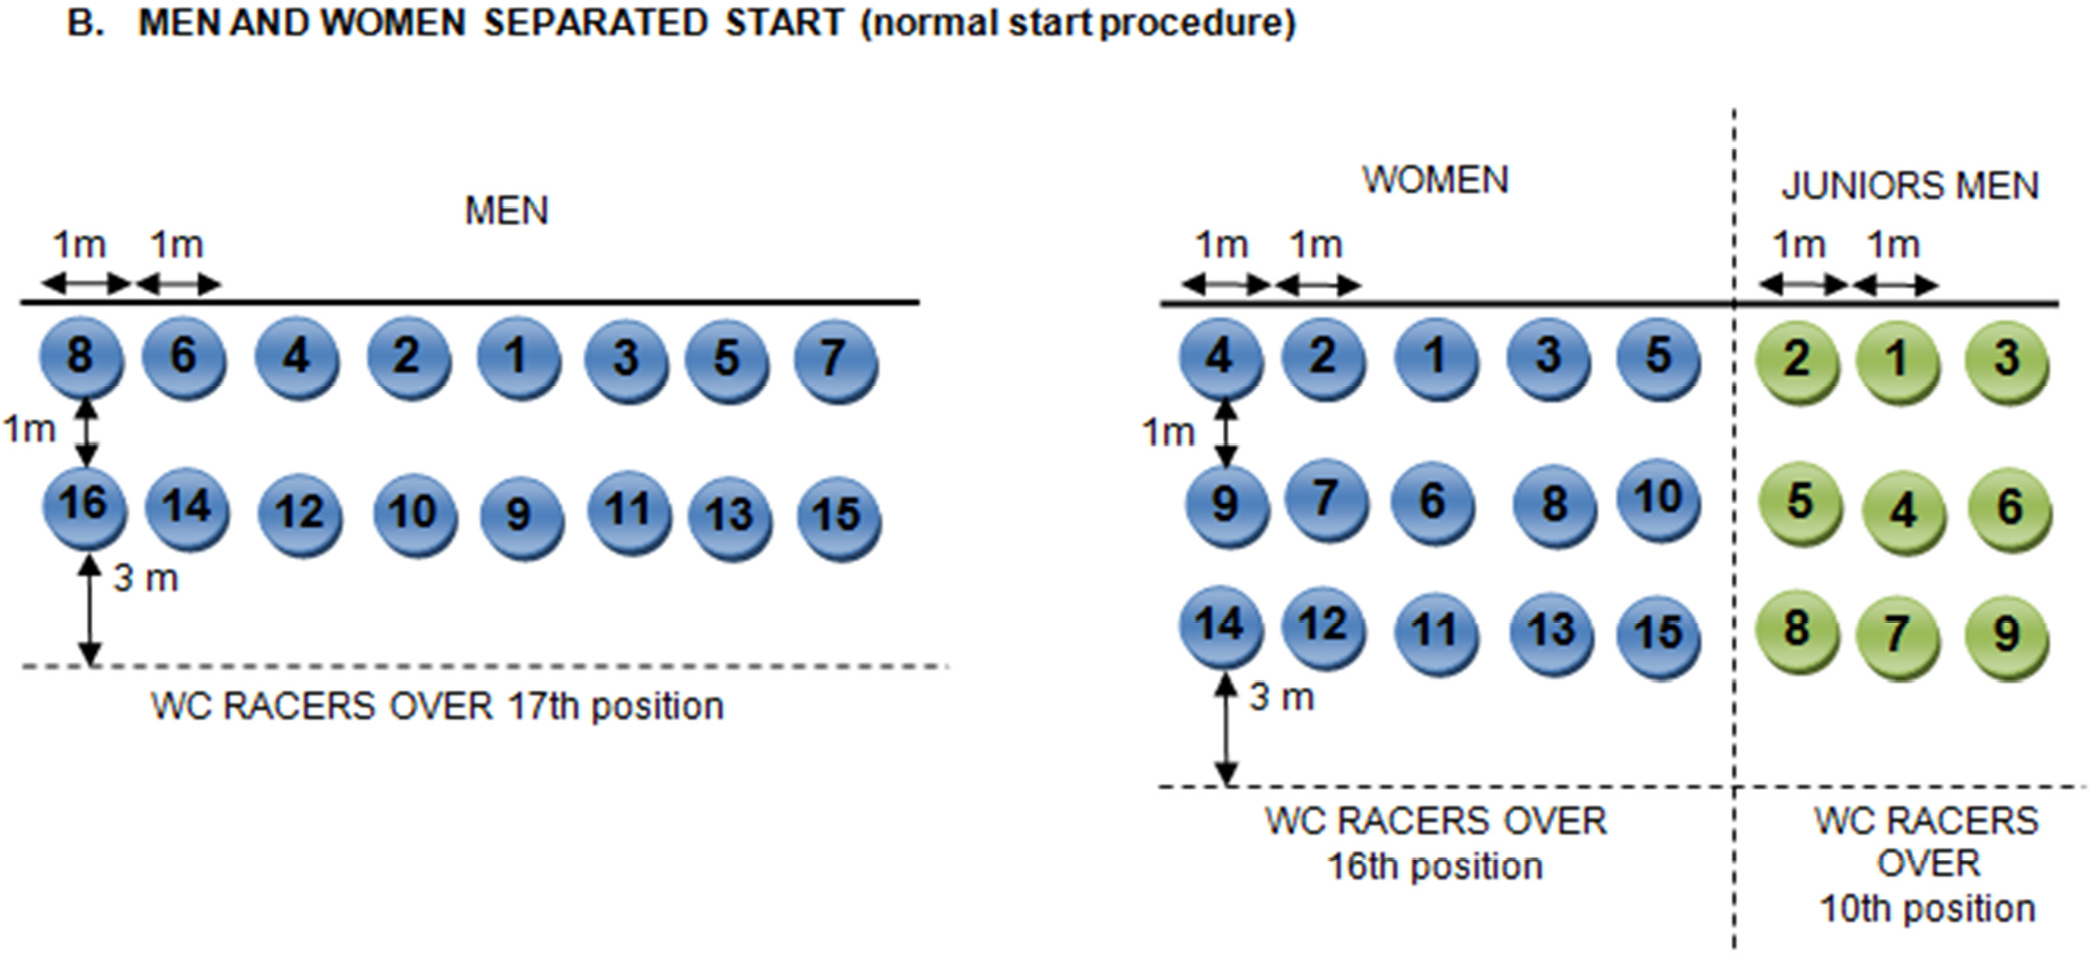 B. MEN AND WOMEN SEPARATED START (normal start procedure)
MEN
1m 1m
8 6 4 2 1 3 5 7
1m
16 14 12 10 9 11 13 15
3 m
WC RACERS OVER 17th position
WOMEN
1m 1m
4 2 1 3 5
1m
9 7 6 8 10
14 12 11 13 15
3 m
WC RACERS OVER
16th position
JUNIORS MEN
1m 1m
2 1 3
5 4 6
8 7 9
WC RACERS
OVER
10th position